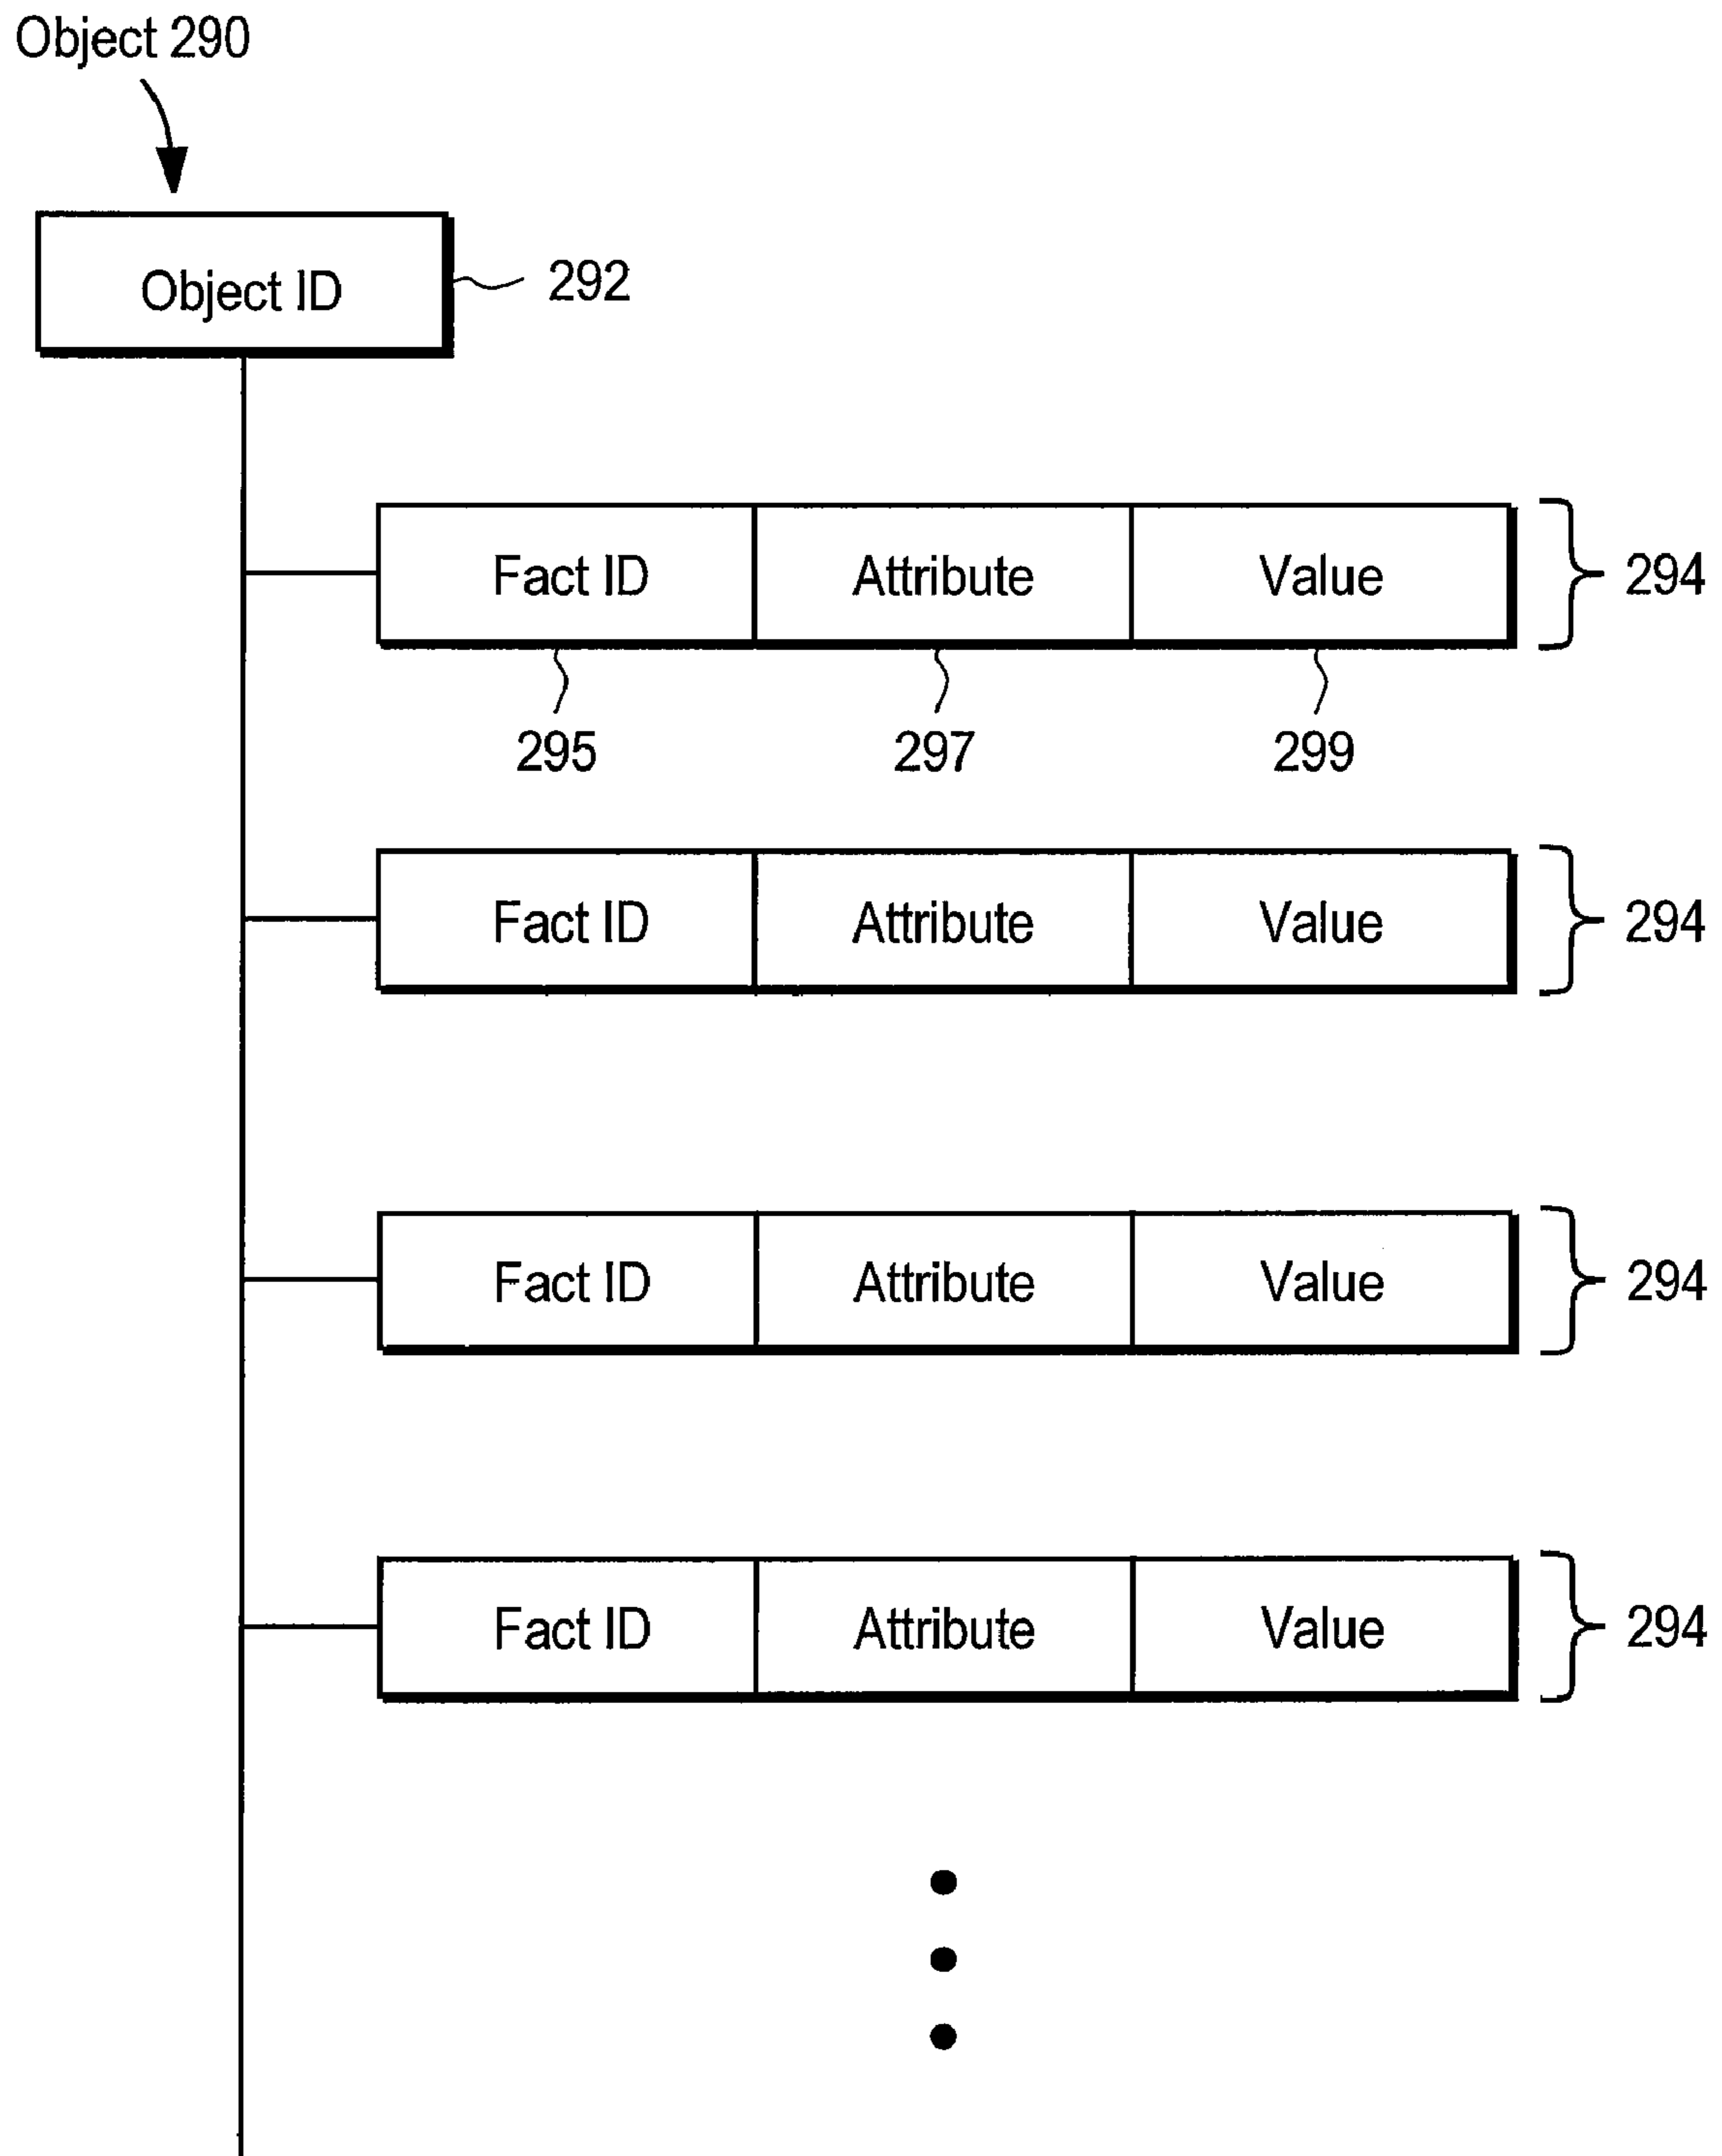 Object 290
Object ID 292
Fact ID Attribute Value 294
295 297 299
Fact ID Attribute Value 294
Fact ID Attribute Value 294
Fact ID Attribute Value 294